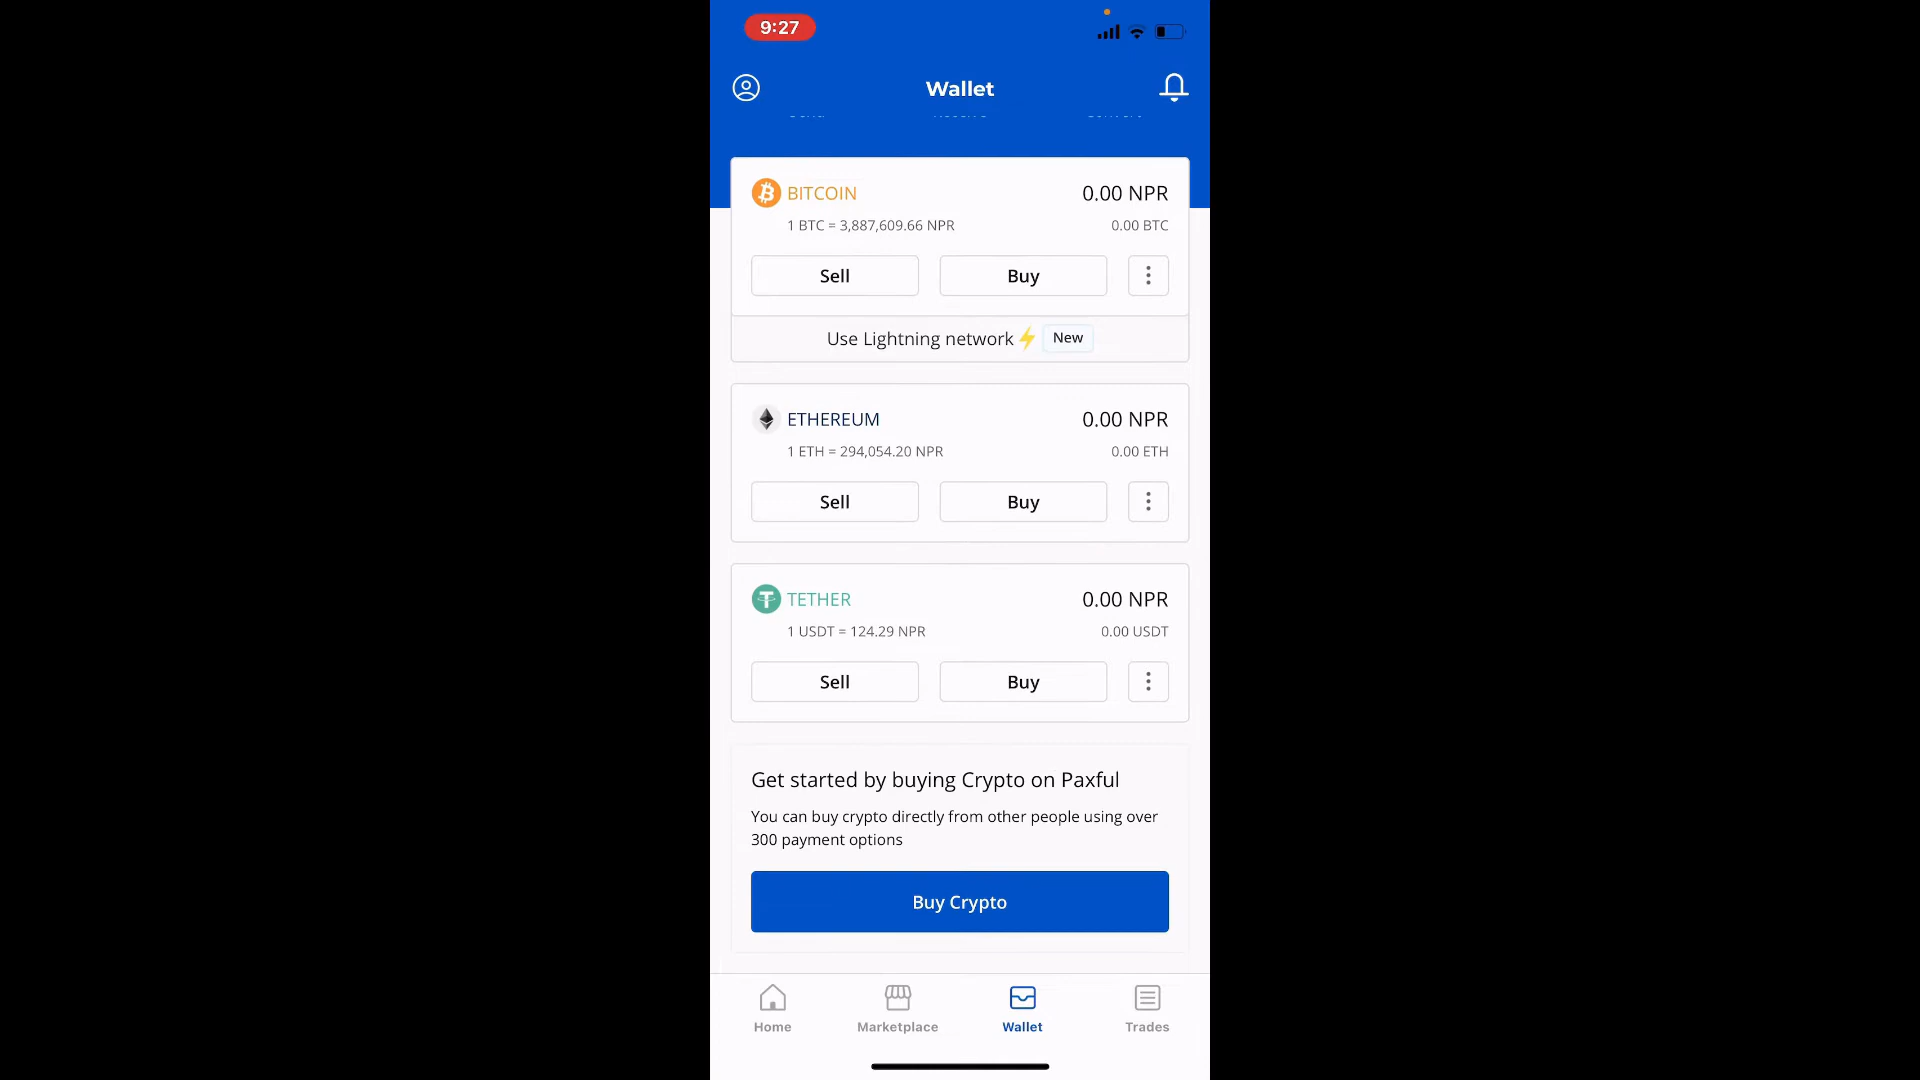 9:27
Wallet
BITCOIN 0.00 NPR
1 BTC = 3,887,609.66 NPR 0.00 BTC
Sell Buy
Use Lightning network⚡ New
ETHEREUM 0.00 NPR
1 ETH = 294,054.20 NPR 0.00 ETH
Sell Buy
TETHER 0.00 NPR
1 USDT = 124.29 NPR 0.00 USDT
Sell Buy
Get started by buying Crypto on Paxful
You can buy crypto directly from other people using over
300 payment options
Buy Crypto
Home Marketplace Wallet Trades